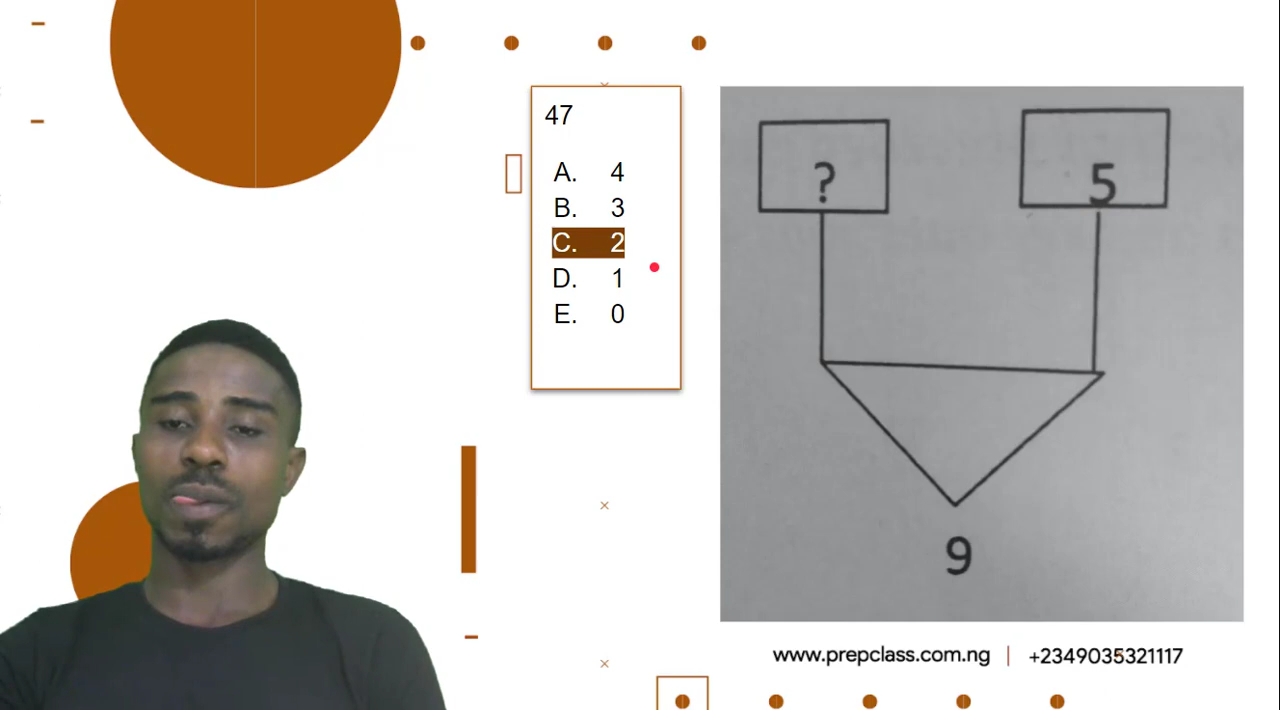 47
A. 4
B. 3
C. 2
D. 1
E. 0
? 5
9
www.prepclass.com.ng | +2349035321117